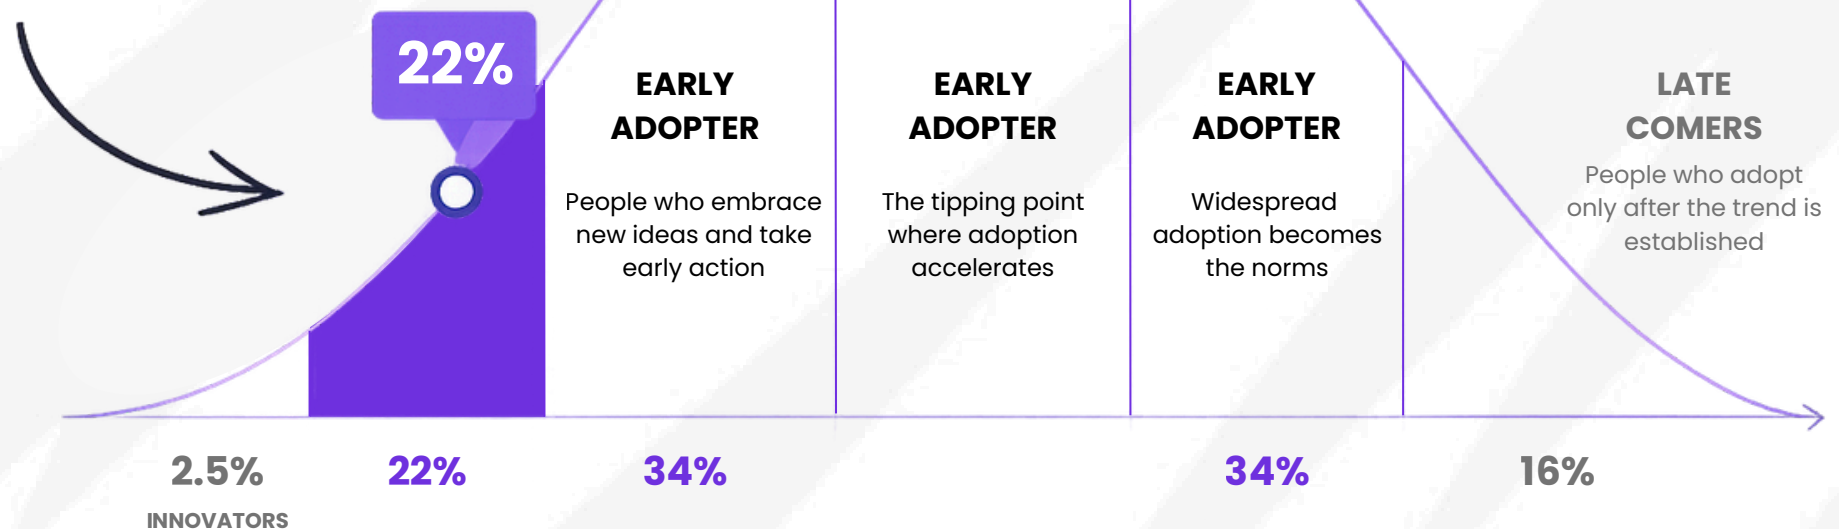 22%
EARLY
ADOPTER
People who embrace
new ideas and take
early action
EARLY
ADOPTER
The tipping point
where adoption
accelerates
EARLY
ADOPTER
Widespread
adoption becomes
the norms
LATE
COMERS
People who adopt
only after the trend is
established
2.5%
INNOVATORS
22%
34%
34%
16%